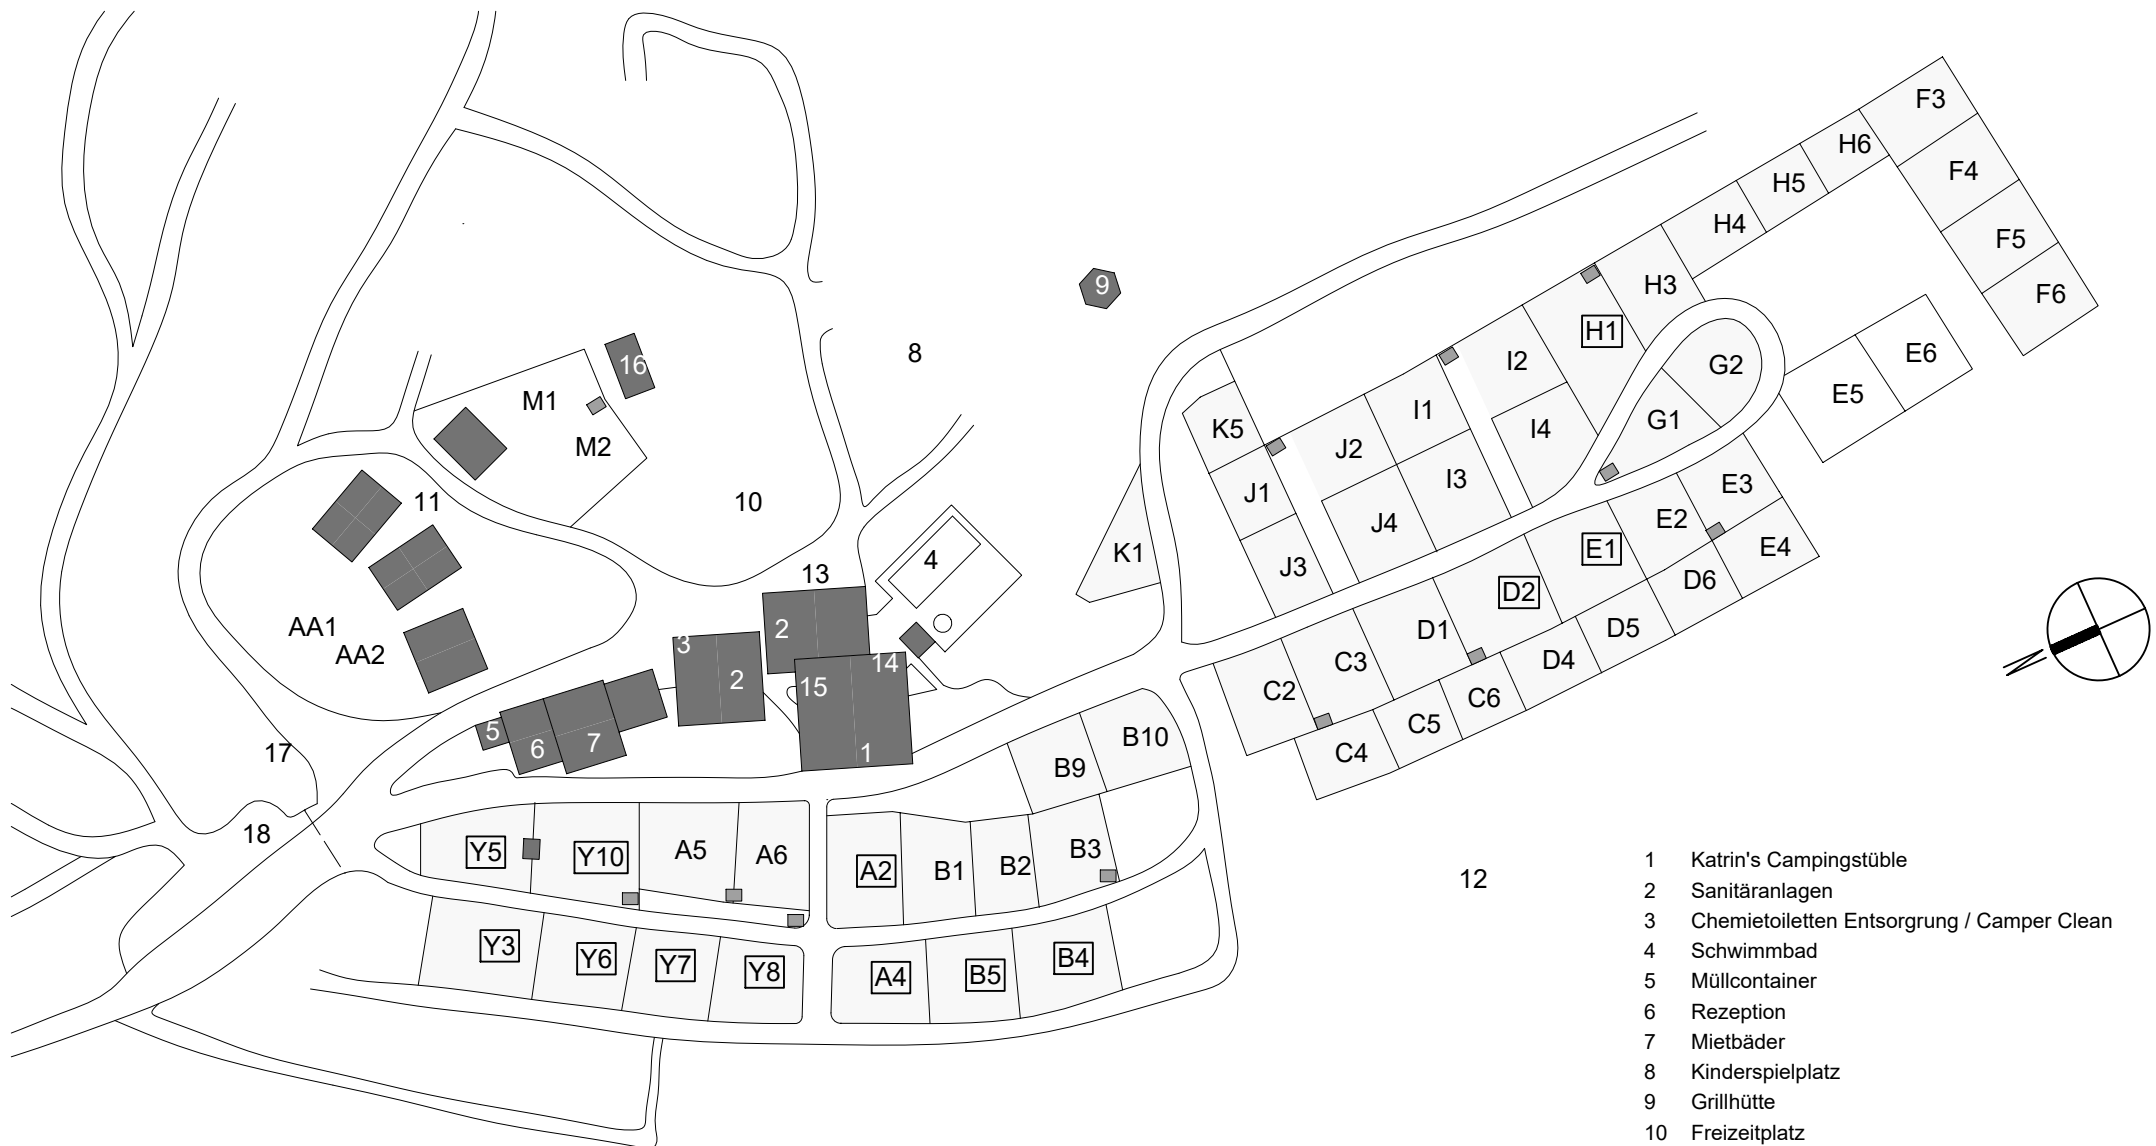 F3
H6
F4
H5
H4
F5
H3
9
F6
H1
8
I2
E6
16
G2
E5
M1
I1
G1
K5
I4
M2
J2
I3
E3
J1
11
10
J4
E2
4
K1
E1
E4
J3
13
D6
D2
AA1
2
D1
D5
AA2
3
14
C3
D4
2
15
C2
C6
5
C5
6
7
1
B10
17
C4
B9
18
Y5
Y10
A5
A6
A2
B1
B2
B3
12
N
Y3
Y6
Y7
Y8
A4
B5
B4
1 Katrin's Campingstüble
2 Sanitäranlagen
3 Chemietoiletten Entsorgrung / Camper Clean
4 Schwimmbad
5 Müllcontainer
6 Rezeption
7 Mietbäder
8 Kinderspielplatz
9 Grillhütte
10 Freizeitplatz